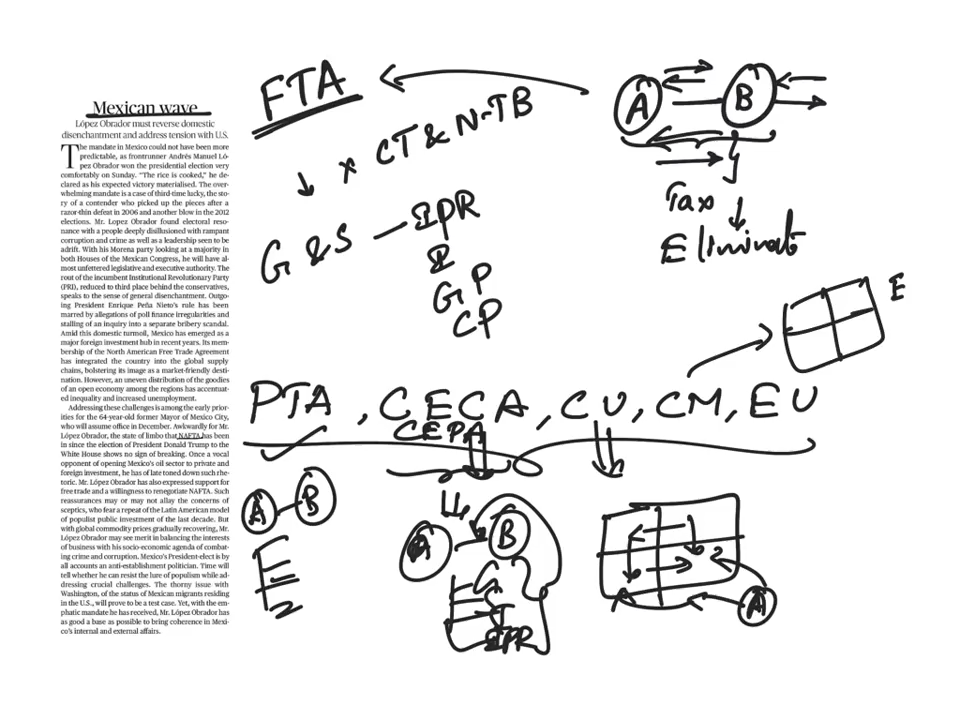 Mexican wave
López Obrador must reverse domestic
disenchantment and address tension with U.S.
The mandate in Mexico could not have been more
predictable, as frontrunner Andrés Manuel Ló-
pez Obrador won the presidential election very
comfortably on Sunday. "The rice is cooked," he de-
clared as his expected victory materialised. The over-
whelming mandate is a case of third-time lucky, the sto-
ry of a contender who picked up the pieces after a
razor-thin defeat in 2006 and another blow in the 2012
elections. Mr. Lopez Obrador found electoral reso-
nance with a people deeply disillusioned with rampant
corruption and crime as well as a leadership seen to be
adrift. With his Morena party looking at a majority in
both Houses of the Mexican Congress, he will have al-
most unfettered legislative and executive authority. The
rout of the incumbent Institutional Revolutionary Party
(PRI), reduced to third place behind the conservatives,
speaks to the sense of general disenchantment. Outgo-
ing President Enrique Peña Nieto's rule has been
marred by allegations of poll finance irregularities and
stalling of an inquiry into a separate bribery scandal.
Amid this domestic turmoil, Mexico has emerged as a
major foreign investment hub in recent years. Its mem-
bership of the North American Free Trade Agreement
has integrated the country into the global supply
chains, bolstering its image as a market-friendly desti-
nation. However, an uneven distribution of the goodies
of an open economy among the regions has accentuat-
ed inequality and increased unemployment.
Addressing these challenges is among the early prior-
ities for the 64-year-old former Mayor of Mexico City,
who will assume office in December. Awkwardly for Mr.
López Obrador, the state of limbo that NAFTA has been
in since the election of President Donald Trump to the
White House shows no sign of breaking. Once a vocal
opponent of opening Mexico's oil sector to private and
foreign investment, he has of late toned down such rhe-
toric. Mr. López Obrador has also expressed support for
free trade and a willingness to renegotiate NAFTA. Such
reassurances may or may not allay the concerns of
sceptics, who fear a repeat of the Latin American model
of populist public investment of the last decade. But
with global commodity prices gradually recovering, Mr.
López Obrador may see merit in balancing the interests
of business with his socio-economic agenda of combat-
ing crime and corruption. Mexico's President-elect is by
all accounts an anti-establishment politician. Time will
tell whether he can resist the lure of populism while ad-
dressing crucial challenges. The thorny issue with
Washington, of the status of Mexican migrants residing
in the U.S., will prove to be a test case. Yet, with the em-
phatic mandate he has received, Mr. López Obrador has
as good a base as possible to bring coherence in Mexi-
co's internal and external affairs.
FTA
A B
x CT & N-TB
Tax
Eliminate
G & S — IPR
I
GP
CP
E
PTA, CECA, CU, CM, EU
CEPA
A B
B
IPR
A